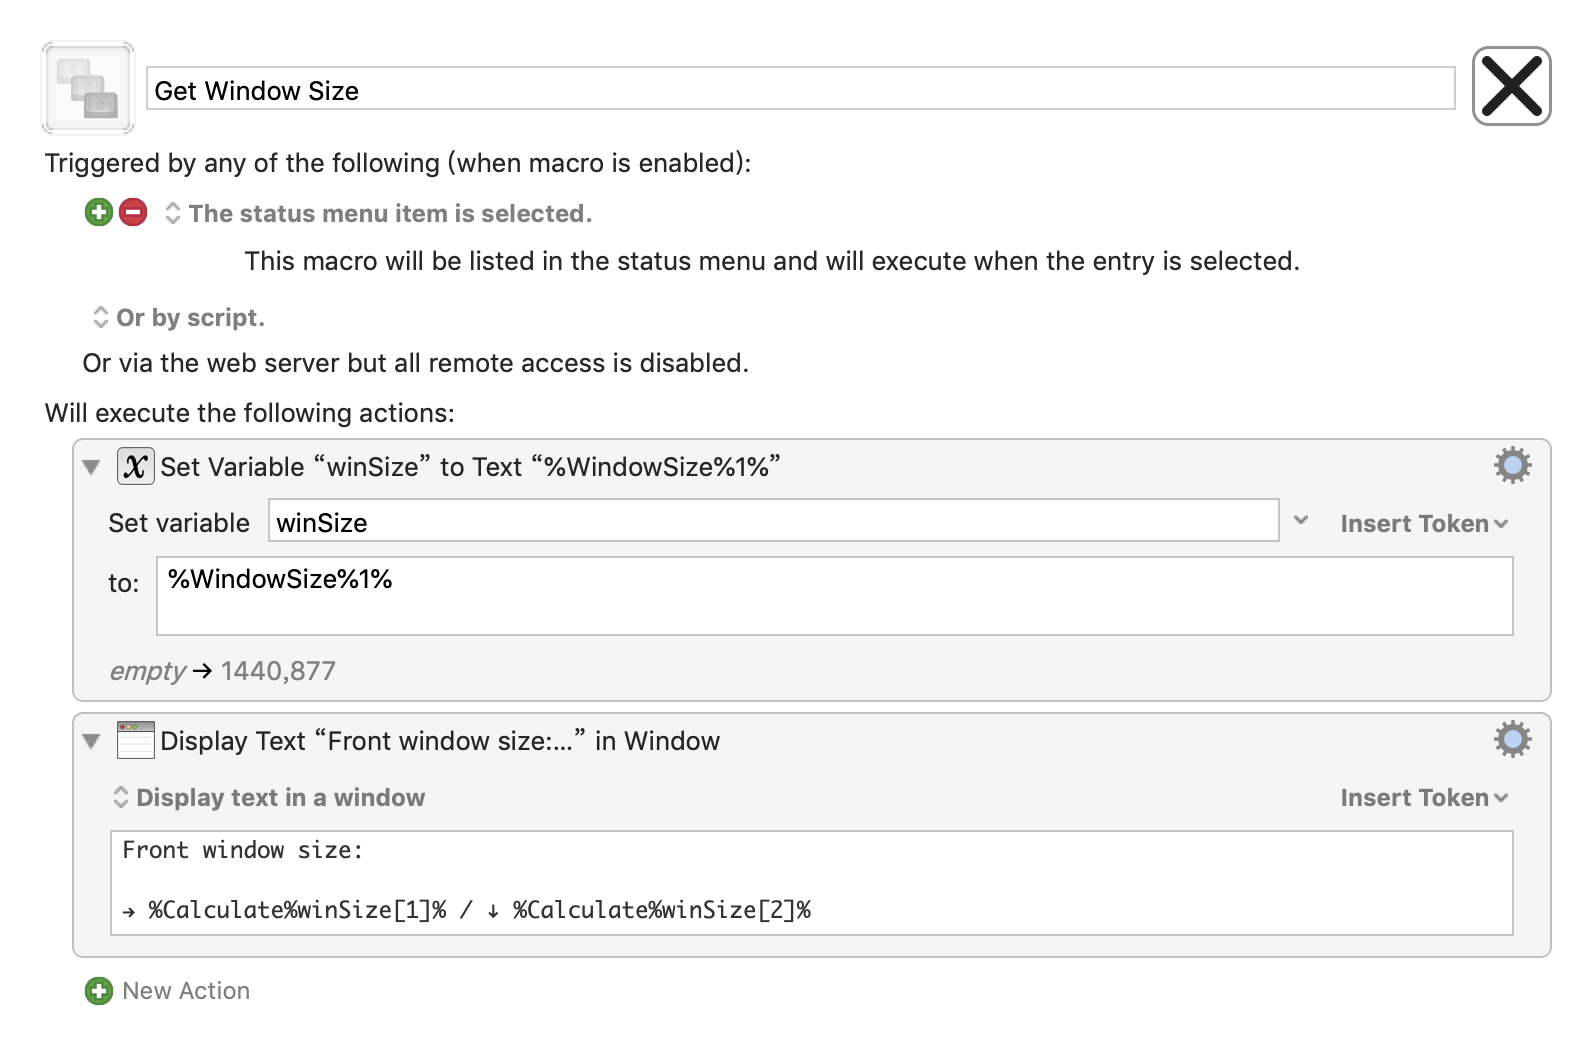 Get Window Size
Triggered by any of the following (when macro is enabled):
The status menu item is selected.
This macro will be listed in the status menu and will execute when the entry is selected.
Or by script.
Or via the web server but all remote access is disabled.
Will execute the following actions:
Set Variable “winSize” to Text “%WindowSize%1%”
Set variable winSize Insert Token
to: %WindowSize%1%
empty → 1440,877
Display Text “Front window size:...” in Window
Display text in a window Insert Token
Front window size:
→ %Calculate%winSize[1]% / ↓ %Calculate%winSize[2]%
New Action